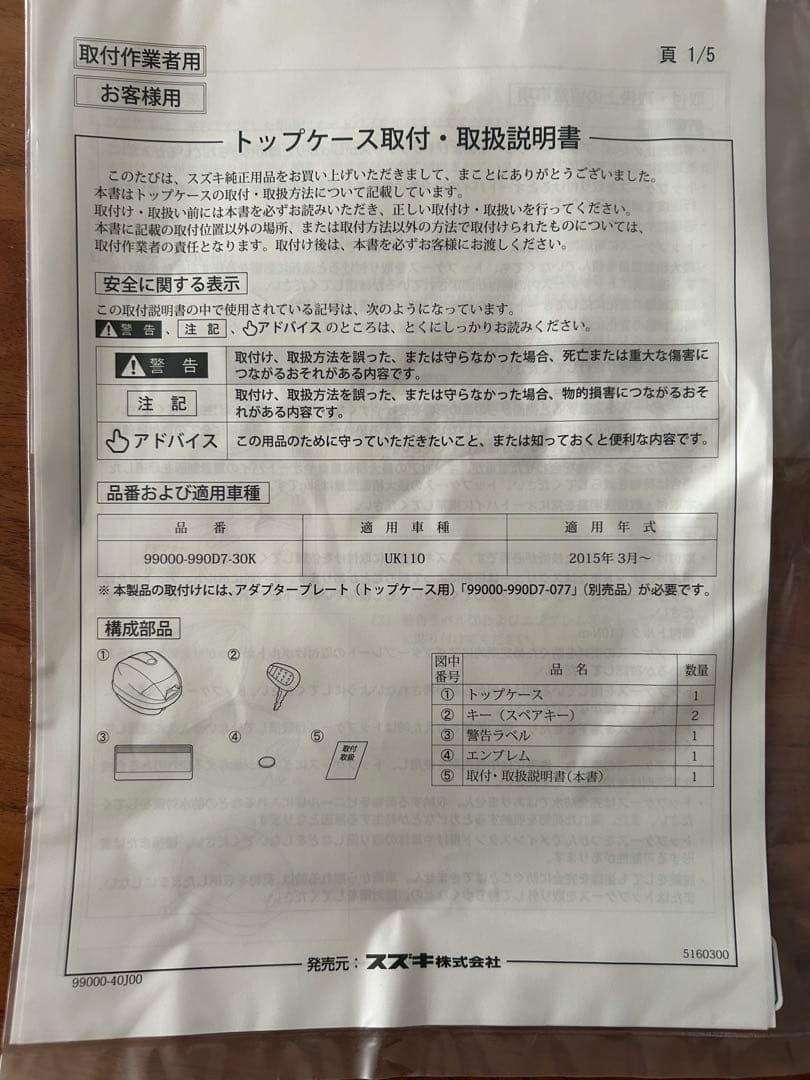 取付作業者用
頁 1/5
お客様用
トップケース取付・取扱説明書
このたびは、スズキ純正用品をお買い上げいただきまして、まことにありがとうございました。
本書はトップケースの取付・取扱方法について記載しています。
取付け・取扱い前には本書を必ずお読みいただき、正しい取付け・取扱いを行ってください。
本書に記載の取付位置以外の場所、または取付方法以外の方法で取付けられたものについては、
取付作業者の責任となります。取付け後は、本書を必ずお客様にお渡しください。
安全に関する表示
この取付説明書の中で使用されている記号は、次のようになっています。
警告、注記、アドバイスのところは、とくにしっかりお読みください。
警告 取付け、取扱方法を誤った、または守らなかった場合、死亡または重大な傷害に
つながるおそれがある内容です。
注記 取付け、取扱方法を誤った、または守らなかった場合、物的損害につながるおそ
れがある内容です。
アドバイス この用品のために守っていただきたいこと、または知っておくと便利な内容です。
品番および適用車種
品番 適用車種 適用年式
99000-990D7-30K UK110 2015年3月～
※ 本製品の取付けには、アダプタープレート（トップケース用）「99000-990D7-077」（別売品）が必要です。
構成部品
① ②
③ ④ ⑤
取付
取扱
図中番号 品名 数量
① トップケース 1
② キー（スペアキー） 2
③ 警告ラベル 1
④ エンブレム 1
⑤ 取付・取扱説明書（本書） 1
発売元：スズキ株式会社
5160300
99000-40J00